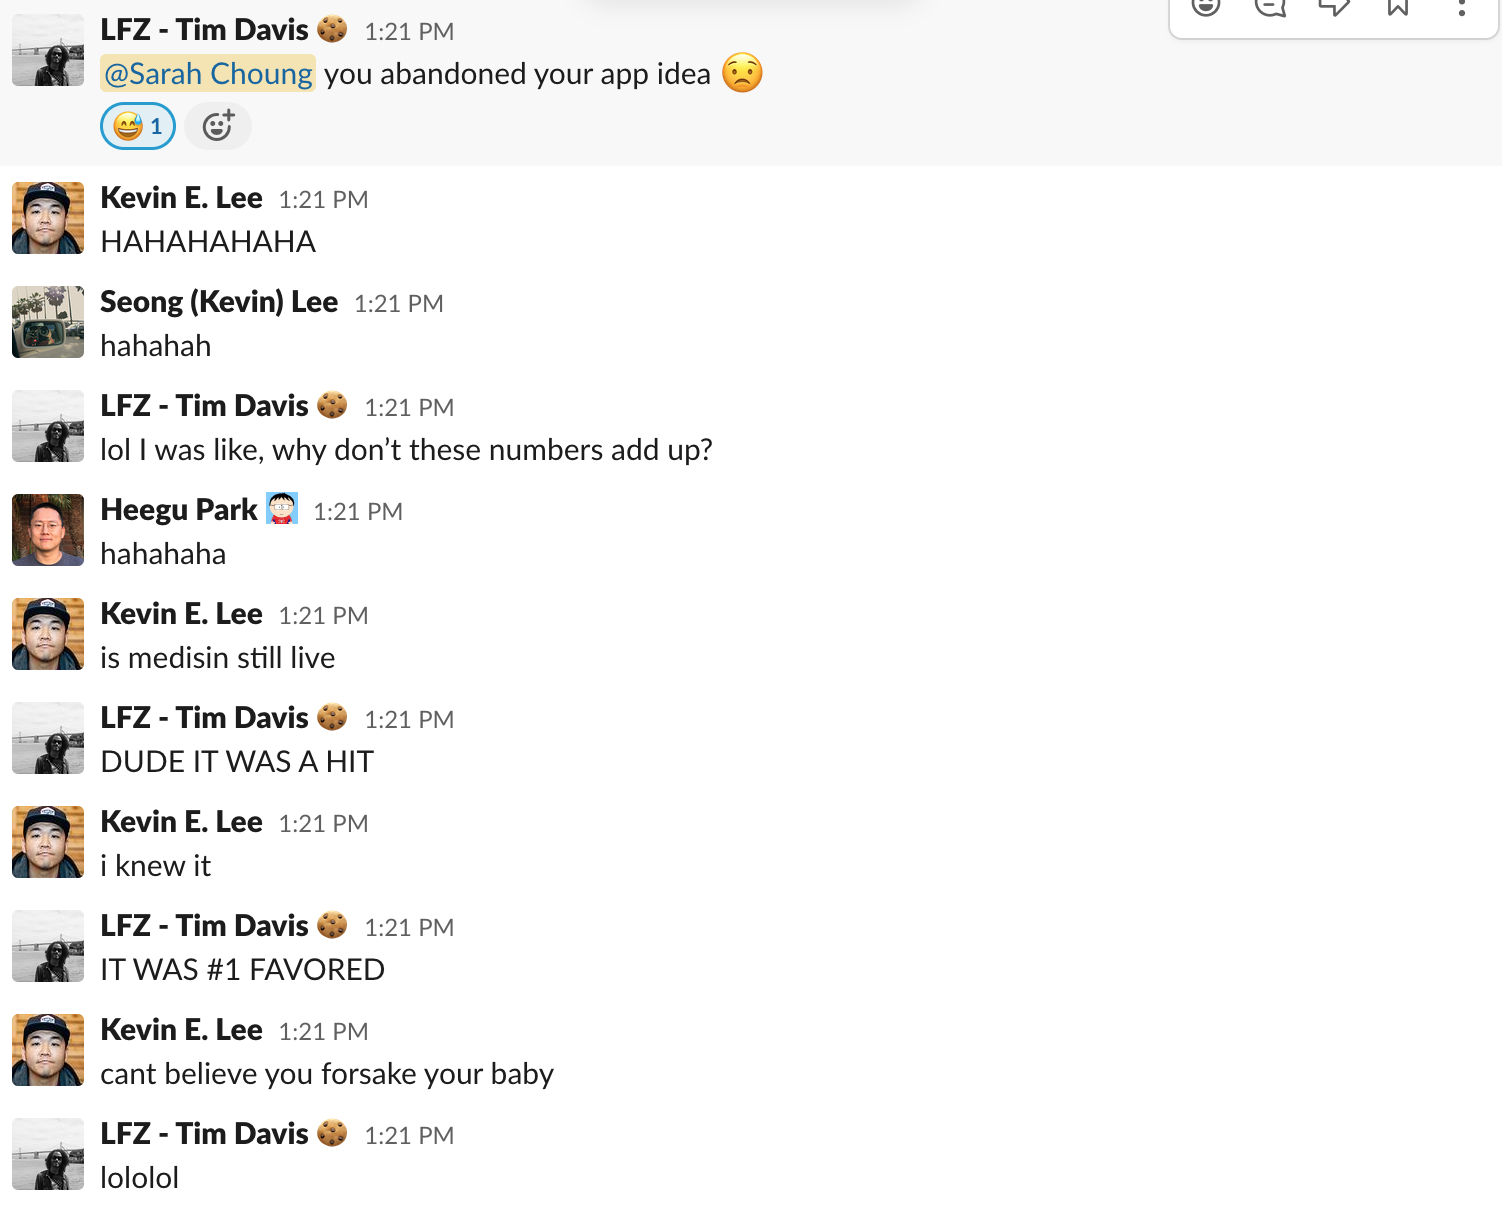 LFZ - Tim Davis 1:21 PM
@Sarah Choung you abandoned your app idea
1
Kevin E. Lee 1:21 PM
HAHAHAHAHA
Seong (Kevin) Lee 1:21 PM
hahahah
LFZ - Tim Davis 1:21 PM
lol I was like, why don’t these numbers add up?
Heegu Park 1:21 PM
hahahaha
Kevin E. Lee 1:21 PM
is medisin still live
LFZ - Tim Davis 1:21 PM
DUDE IT WAS A HIT
Kevin E. Lee 1:21 PM
i knew it
LFZ - Tim Davis 1:21 PM
IT WAS #1 FAVORED
Kevin E. Lee 1:21 PM
cant believe you forsake your baby
LFZ - Tim Davis 1:21 PM
lololol